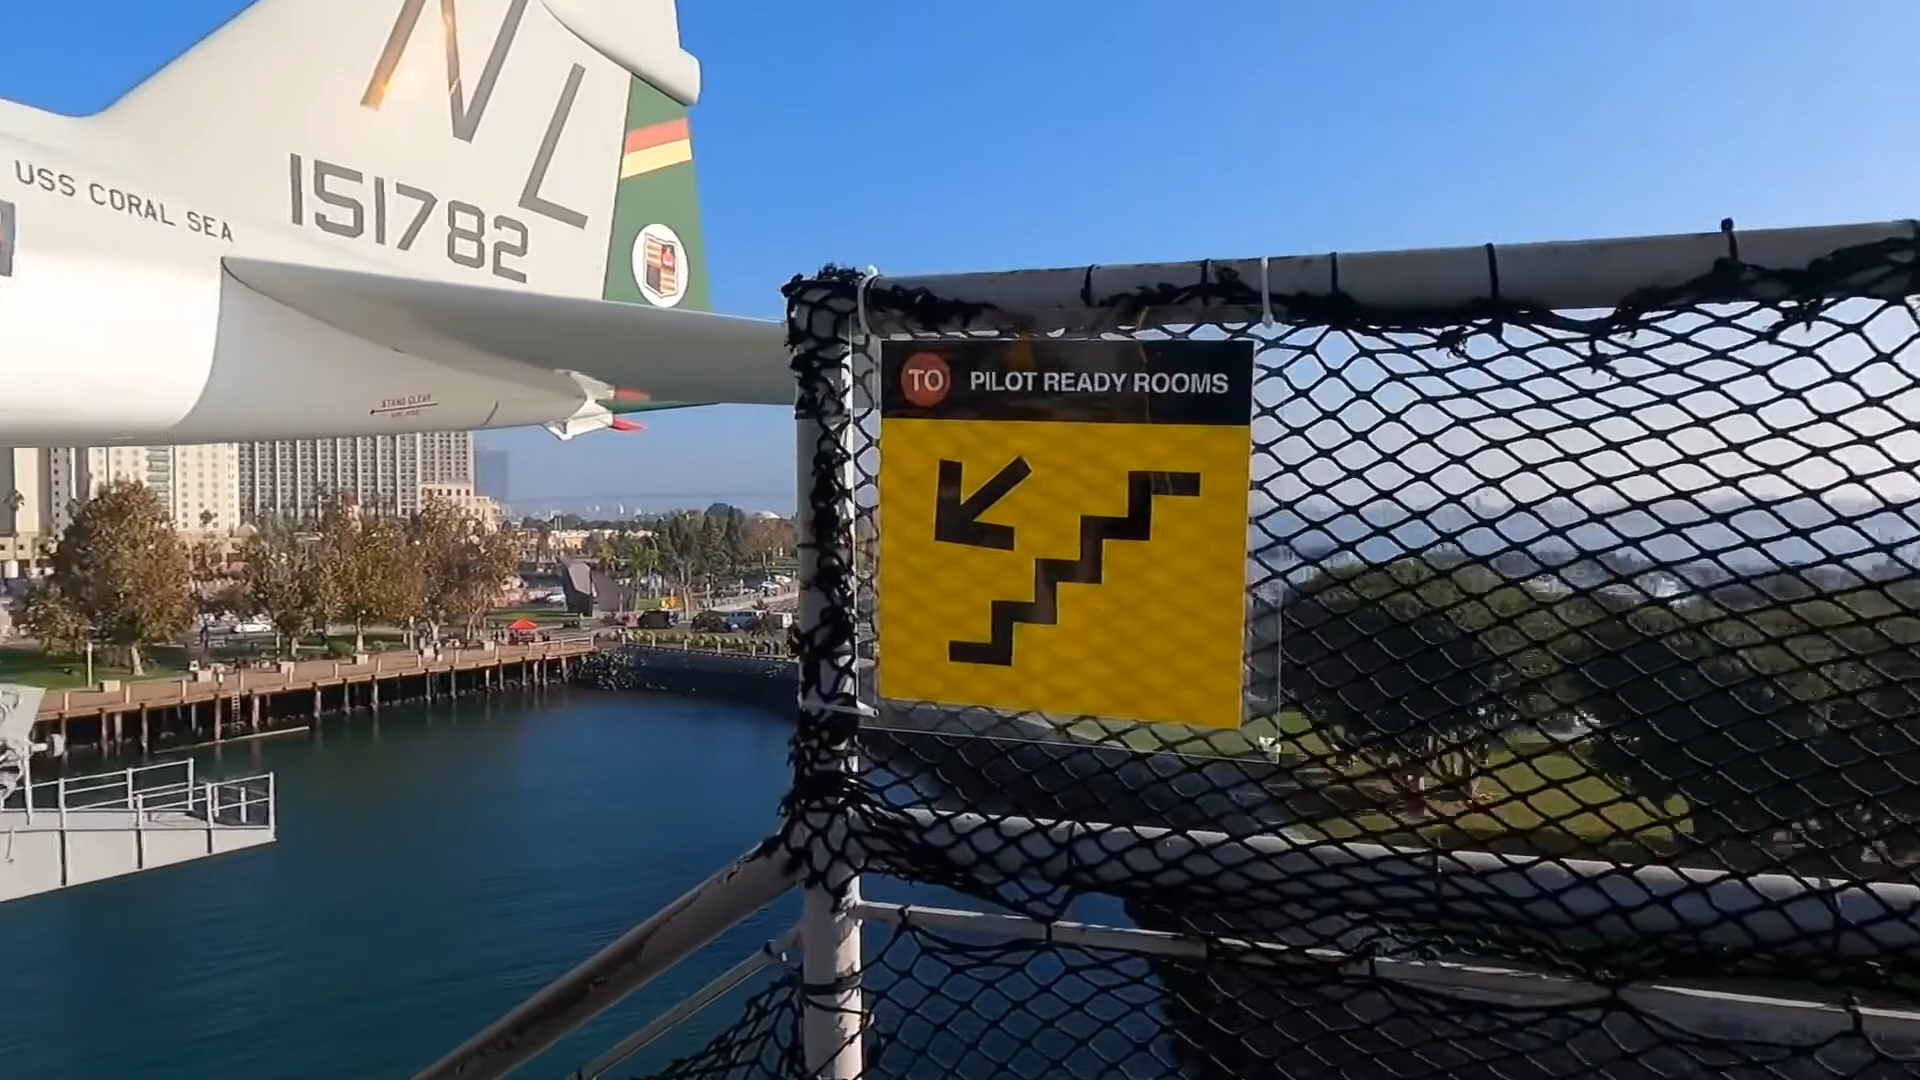 NL
USS CORAL SEA
151782
STAND CLEAR
TO PILOT READY ROOMS